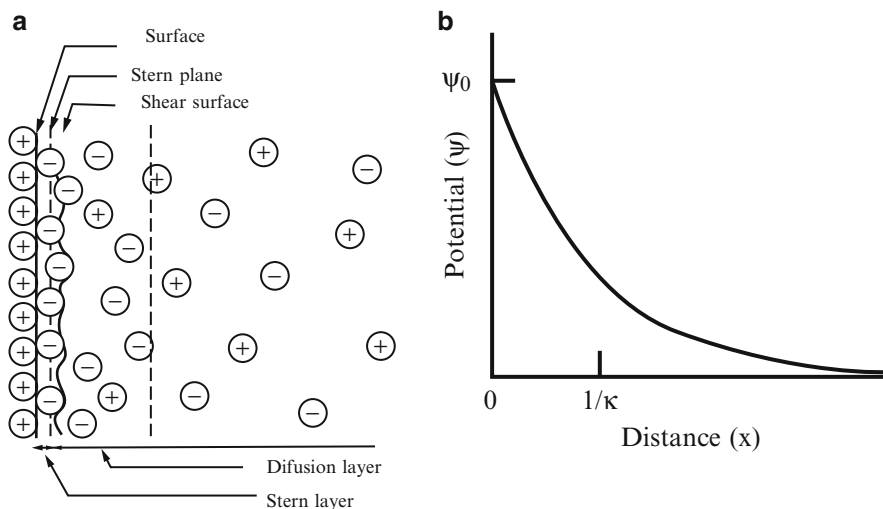 a
Surface
Stern plane
Shear surface
Difusion layer
Stern layer
b
ψ0
Potential (ψ)
0
1/κ
Distance (x)